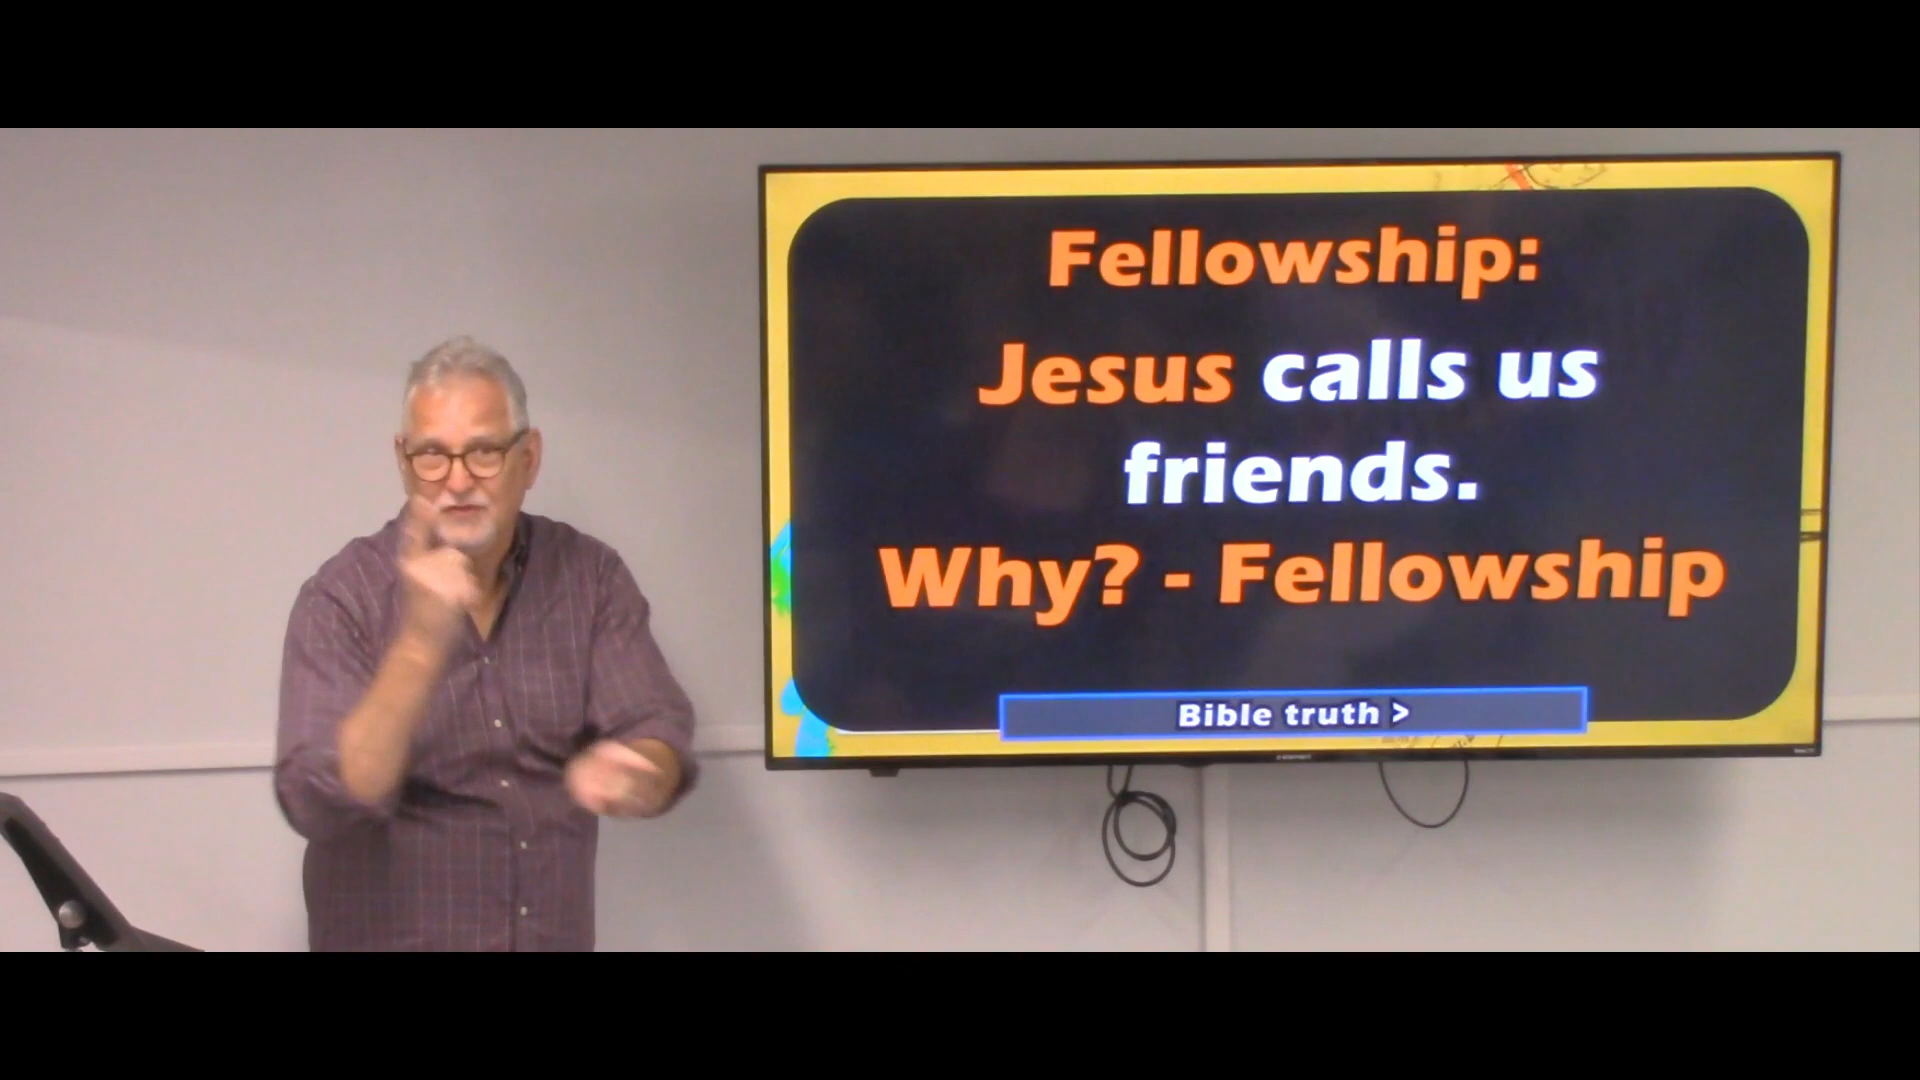 Fellowship:
Jesus calls us
friends.
Why? - Fellowship
Bible truth >